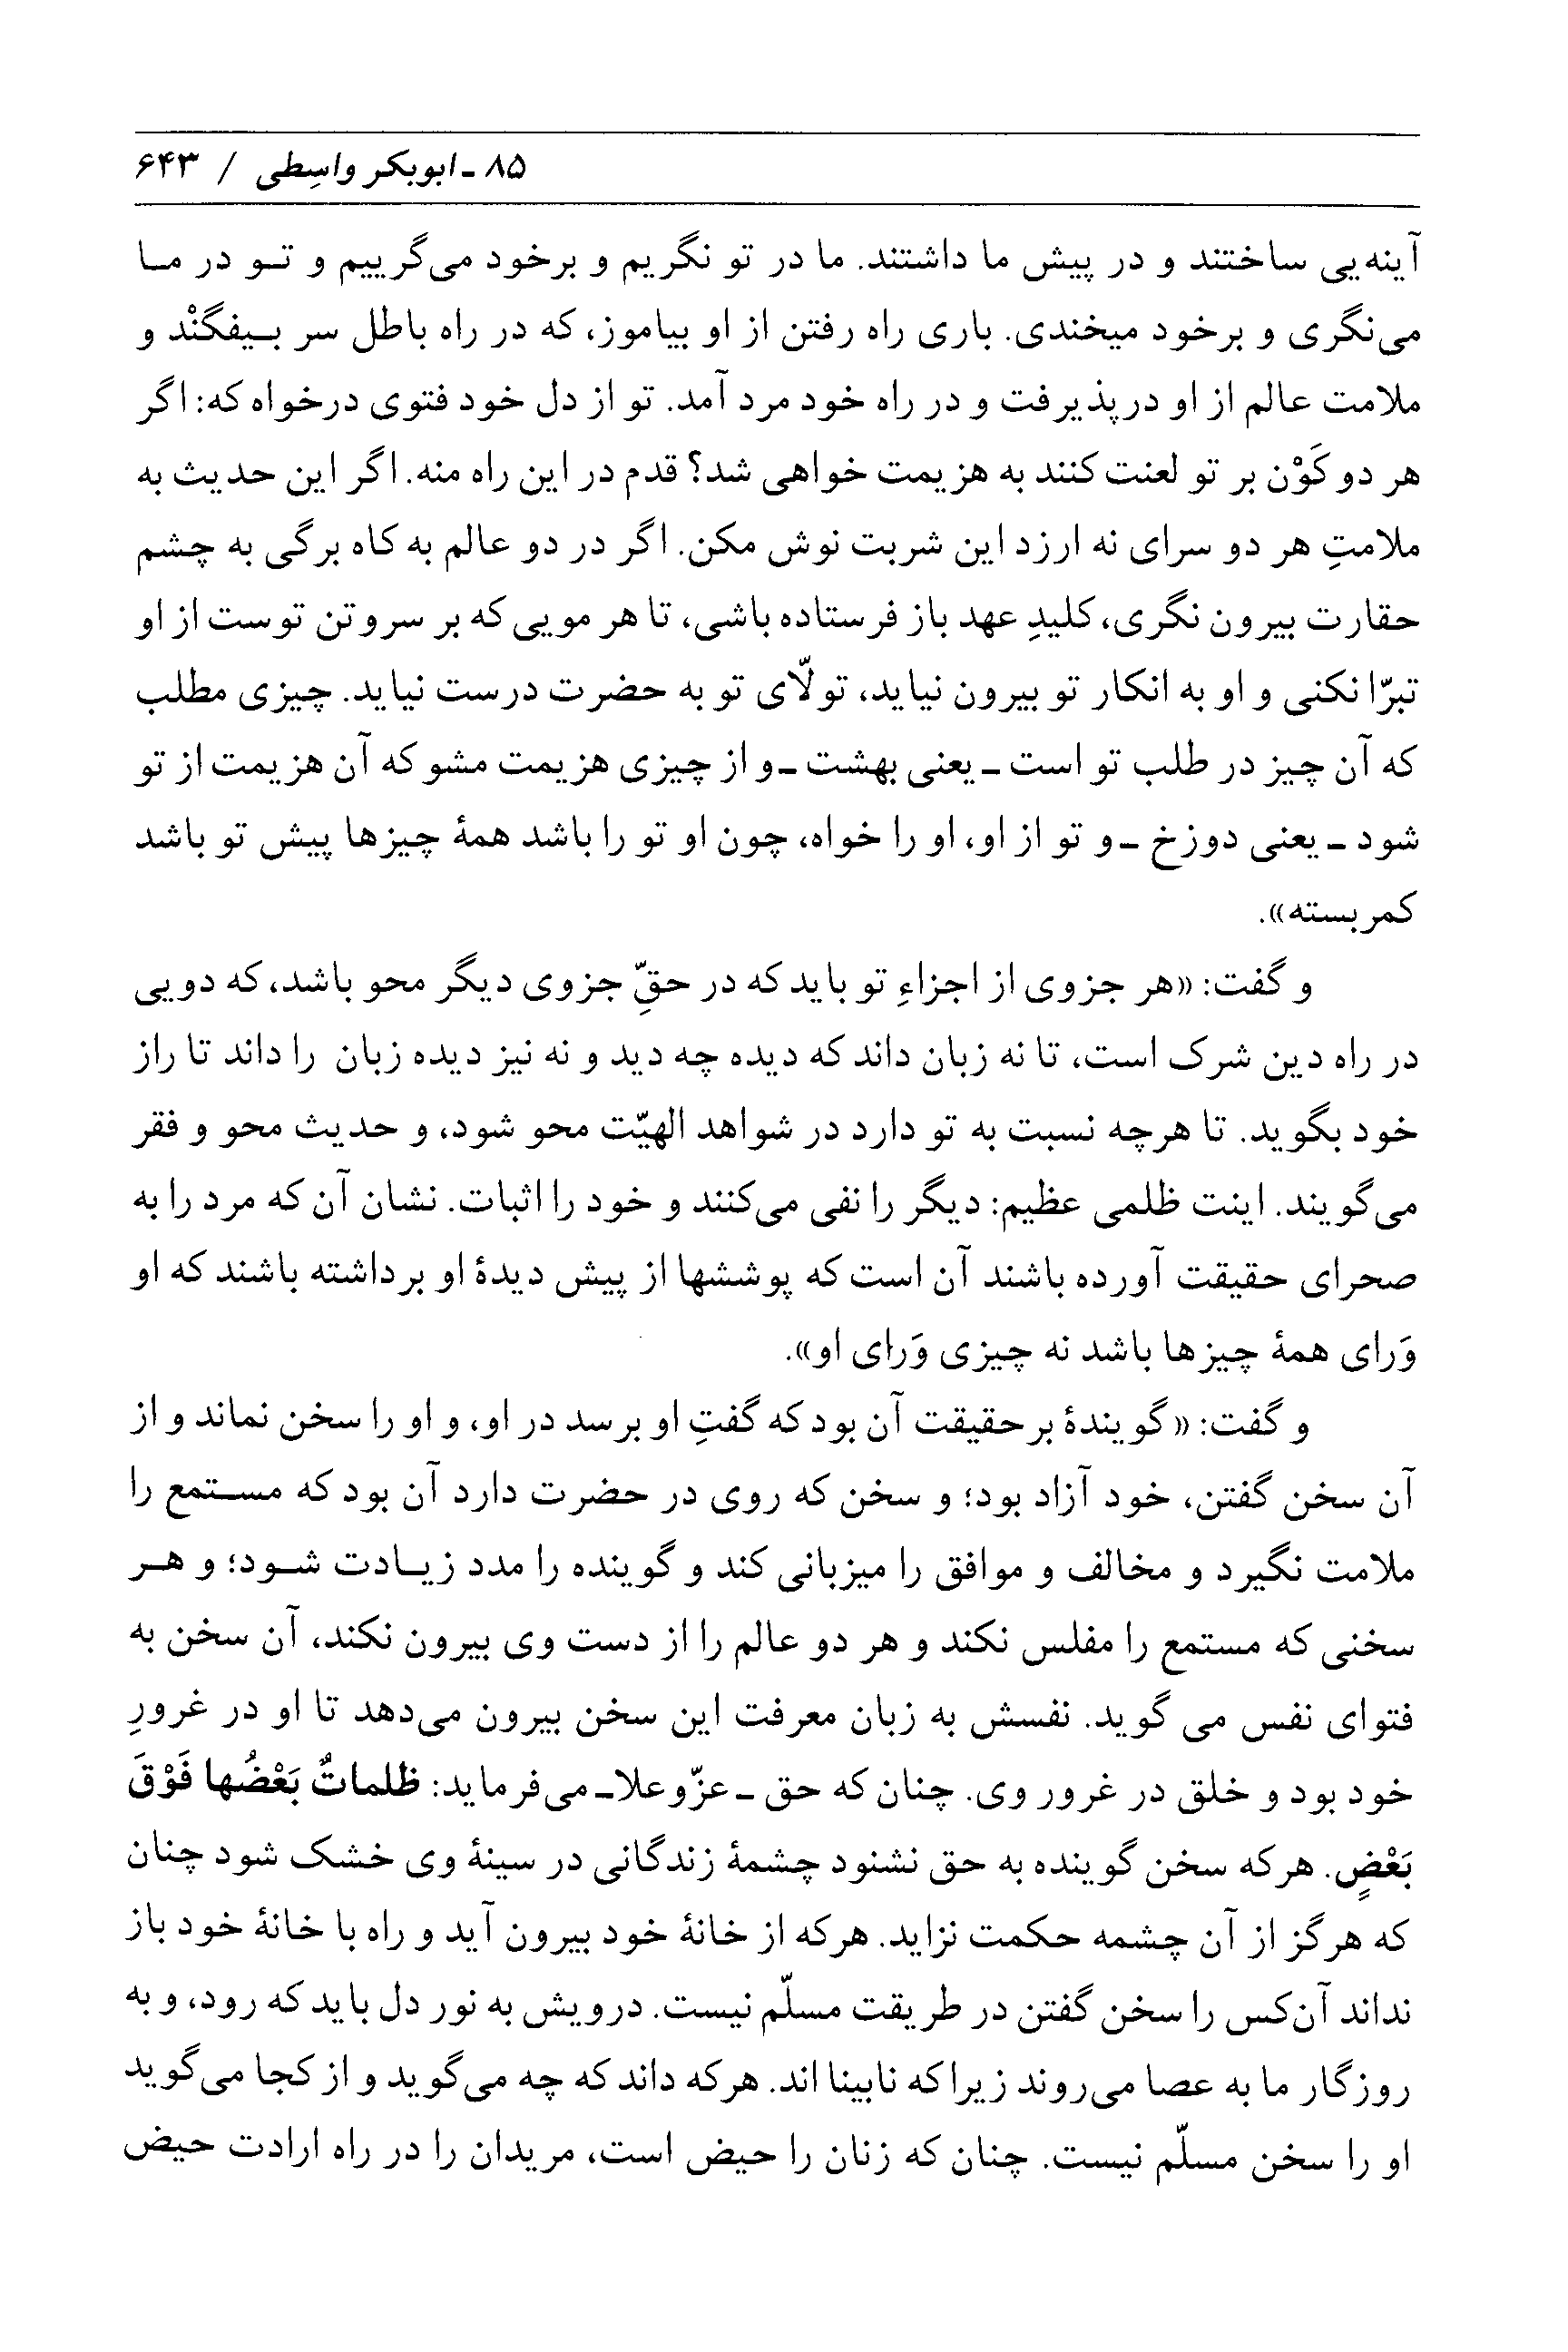 ۸۵ ـ ابوبکر واسِطی / ۶۴۳
آینه‌یی ساختند و در پیش ما داشتند. ما در تو نگریم و برخود می‌گرییم و تو در ما
می‌نگری و برخود میخندی. باری راه رفتن از او بیاموز، که در راه باطل سر بیفکنْد و
ملامت عالم از او درپذیرفت و در راه خود مرد آمد. تو از دل خود فتوی درخواه که: اگر
هر دو کَوْن بر تو لعنت کنند به هزیمت خواهی شد؟ قدم در این راه منه. اگر این حدیث به
ملامتِ هر دو سرای نه ارزد این شربت نوش مکن. اگر در دو عالم به کاه برگی به چشم
حقارت بیرون نگری، کلیدِ عهد باز فرستاده باشی، تا هر مویی که بر سروتن توست از او
تبرّا نکنی و او به انکار تو بیرون نیاید، تولّای تو به حضرت درست نیاید. چیزی مطلب
که آن چیز در طلب تو است ـ یعنی بهشت ـ و از چیزی هزیمت مشو که آن هزیمت از تو
شود ـ یعنی دوزخ ـ و تو از او، او را خواه، چون او تو را باشد همهٔ چیزها پیش تو باشد
کمربسته».
و گفت: «هر جزوی از اجزاءِ تو باید که در حقِّ جزوی دیگر محو باشد، که دویی
در راه دین شرک است، تا نه زبان داند که دیده چه دید و نه نیز دیده زبان را داند تا راز
خود بگوید. تا هرچه نسبت به تو دارد در شواهد الهیّت محو شود، و حدیث محو و فقر
می‌گویند. اینت ظلمی عظیم: دیگر را نفی می‌کنند و خود را اثبات. نشان آن که مرد را به
صحرای حقیقت آورده باشند آن است که پوششها از پیش دیدهٔ او برداشته باشند که او
وَرای همهٔ چیزها باشد نه چیزی وَرای او».
و گفت: «گویندهٔ بر حقیقت آن بود که گفتِ او برسد در او، و او را سخن نماند و از
آن سخن گفتن، خود آزاد بود؛ و سخن که روی در حضرت دارد آن بود که مستمع را
ملامت نگیرد و مخالف و موافق را میزبانی کند و گوینده را مدد زیادت شود؛ و هر
سخنی که مستمع را مفلس نکند و هر دو عالم را از دست وی بیرون نکند، آن سخن به
فتوای نفس می گوید. نفسش به زبان معرفت این سخن بیرون می‌دهد تا او در غرورِ
خود بود و خلق در غرور وی. چنان که حق ـ عزّوعلا ـ می‌فرماید: ظلماتٌ بَعْضُها فَوْقَ
بَعْضٍ. هرکه سخن گوینده به حق نشنود چشمهٔ زندگانی در سینهٔ وی خشک شود چنان
که هرگز از آن چشمه حکمت نزاید. هرکه از خانهٔ خود بیرون آید و راه با خانهٔ خود باز
نداند آن‌کس را سخن گفتن در طریقت مسلّم نیست. درویش به نور دل باید که رود، و به
روزگار ما به عصا می‌روند زیرا که نابینا اند. هرکه داند که چه می‌گوید و از کجا می‌گوید
او را سخن مسلّم نیست. چنان که زنان را حیض است، مریدان را در راه ارادت حیض